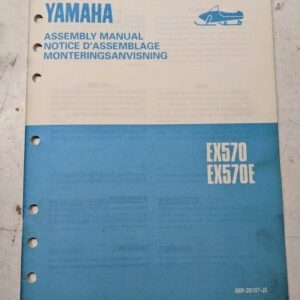 YAMAHA
ASSEMBLY MANUAL
NOTICE D'ASSEMBLAGE
MONTERINGSANVISNING
EX570
EX570E